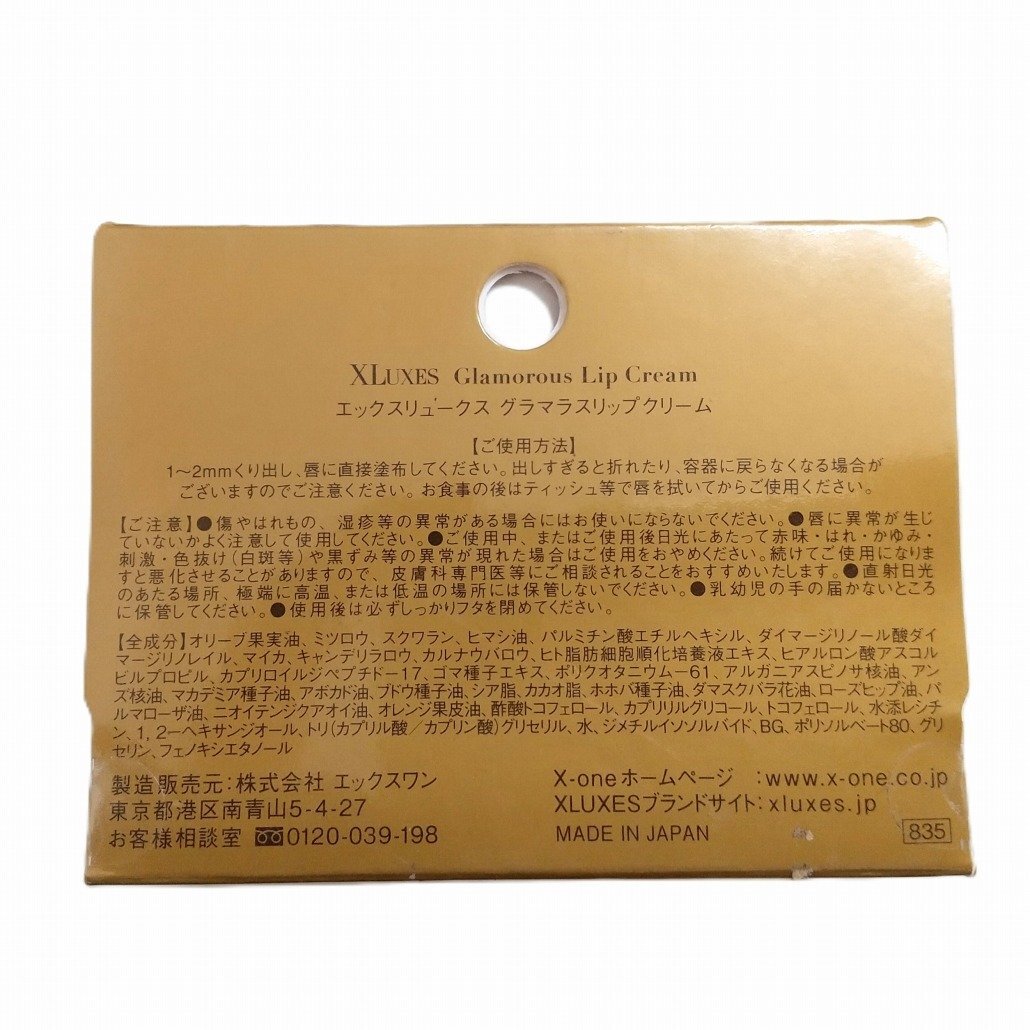 XLUXES Glamorous Lip Cream
エックスリュークス グラマラスリップクリーム
【ご使用方法】
1〜2mmくり出し、唇に直接塗布してください。出しすぎると折れたり、容器に戻らなくなる場合が
ございますのでご注意ください。お食事の後はティッシュ等で唇を拭いてからご使用ください。
【ご注意】●傷やはれもの、湿疹等の異常がある場合にはお使いにならないでください。●唇に異常が生じ
ていないかよく注意して使用してください。●ご使用中、またはご使用後日光にあたって赤味・はれ・かゆみ・
刺激・色抜け(白斑等)や黒ずみ等の異常が現れた場合はご使用をおやめください。続けてご使用になりま
すと悪化させることがありますので、皮膚科専門医等にご相談されることをおすすめいたします。●直射日光
のあたる場所、極端に高温、または低温の場所には保管しないでください。●乳幼児の手の届かないところ
に保管してください。●使用後は必ずしっかりフタを閉めてください。
【全成分】オリーブ果実油、ミツロウ、スクワラン、ヒマシ油、パルミチン酸エチルヘキシル、ダイマージリノール酸ダイ
マージリノレイル、マイカ、キャンデリラロウ、カルナウバロウ、ヒト脂肪細胞順化培養液エキス、ヒアルロン酸アスコル
ビルプロピル、カプロイルジペプチド-17、ゴマ種子エキス、ポリクオタニウム-61、アルガニアスピノサ核油、アン
ズ核油、マカデミア種子油、アボカド油、ブドウ種子油、シア脂、カカオ脂、ホホバ種子油、ダマスクバラ花油、ローズヒップ油、パ
ルマローザ油、ニオイテンジクアオイ油、オレンジ果皮油、酢酸トコフェロール、カプリリルグリコール、トコフェロール、水添レシチ
ン、1,2-ヘキサンジオール、トリ(カプリル酸/カプリン酸)グリセリル、水、ジメチルイソソルバイド、BG、ポリソルベート80、グリ
セリン、フェノキシエタノール
製造販売元:株式会社 エックスワン
東京都港区南青山5-4-27
お客様相談室 0120-039-198
X-oneホームページ :www.x-one.co.jp
XLUXESブランドサイト:xluxes.jp
MADE IN JAPAN
835